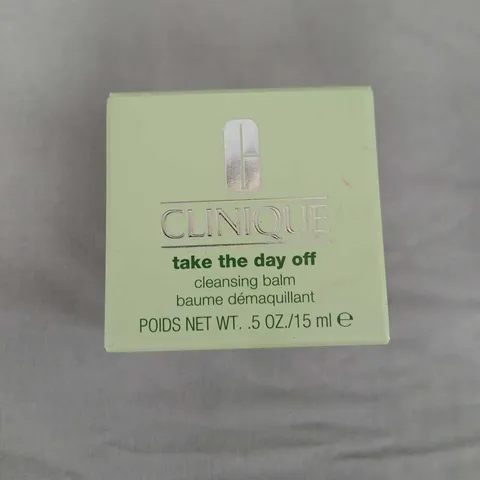 CLINIQUE
take the day off
cleansing balm
baume démaquillant
POIDS NET WT. .5 OZ./15 ml ℮